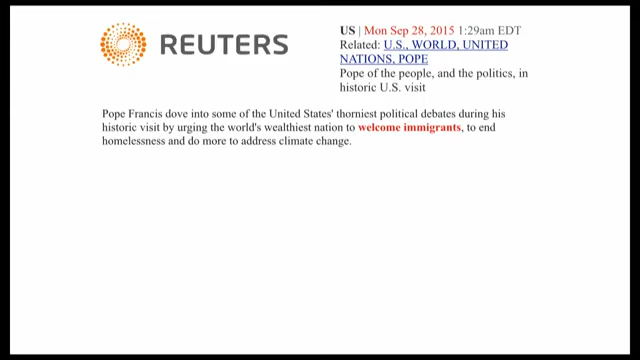 REUTERS
US | Mon Sep 28, 2015 1:29am EDT
Related: U.S., WORLD, UNITED
NATIONS, POPE
Pope of the people, and the politics, in
historic U.S. visit
Pope Francis dove into some of the United States' thorniest political debates during his
historic visit by urging the world's wealthiest nation to welcome immigrants, to end
homelessness and do more to address climate change.